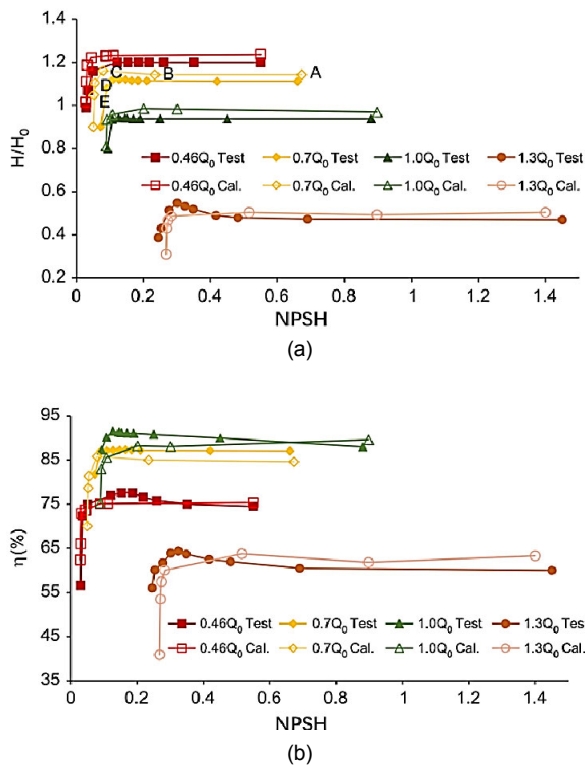 (a)
1.4
1.2
1
0.8
0.6
0.4
0.2
H/H₀
C B A
D
E
0.46Q₀ Test 0.7Q₀ Test 1.0Q₀ Test 1.3Q₀ Test
0.46Q₀ Cal. 0.7Q₀ Cal. 1.0Q₀ Cal. 1.3Q₀ Cal.
0 0.2 0.4 0.6 0.8 1 1.2 1.4
NPSH
(a)
95
85
75
65
55
45
35
η(%)
0.46Q₀ Test 0.7Q₀ Test 1.0Q₀ Test 1.3Q₀ Test
0.46Q₀ Cal. 0.7Q₀ Cal. 1.0Q₀ Cal. 1.3Q₀ Cal.
0 0.2 0.4 0.6 0.8 1 1.2 1.4
NPSH
(b)